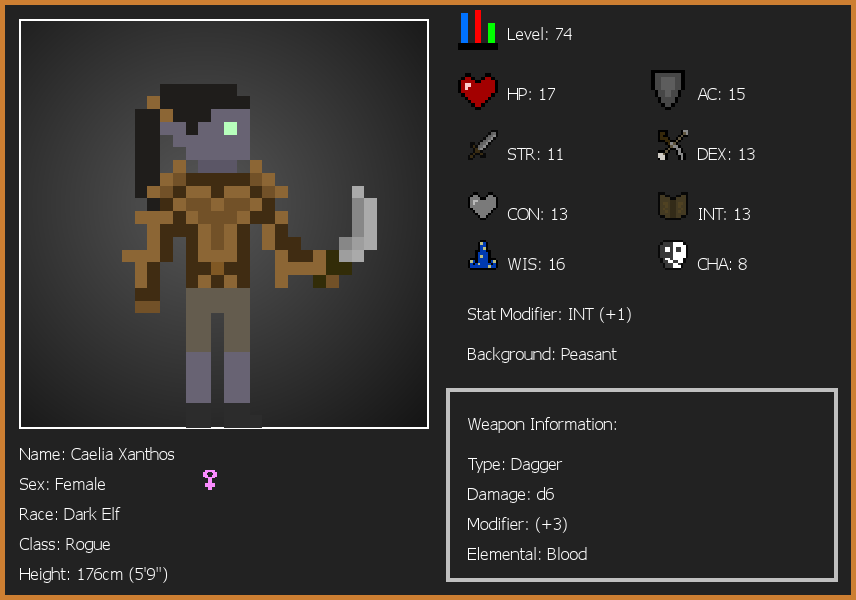 Level: 74
HP: 17
AC: 15
STR: 11
DEX: 13
CON: 13
INT: 13
WIS: 16
CHA: 8
Stat Modifier: INT (+1)
Background: Peasant
Weapon Information:
Type: Dagger
Damage: d6
Modifier: (+3)
Elemental: Blood
Name: Caelia Xanthos
Sex: Female
Race: Dark Elf
Class: Rogue
Height: 176cm (5'9")